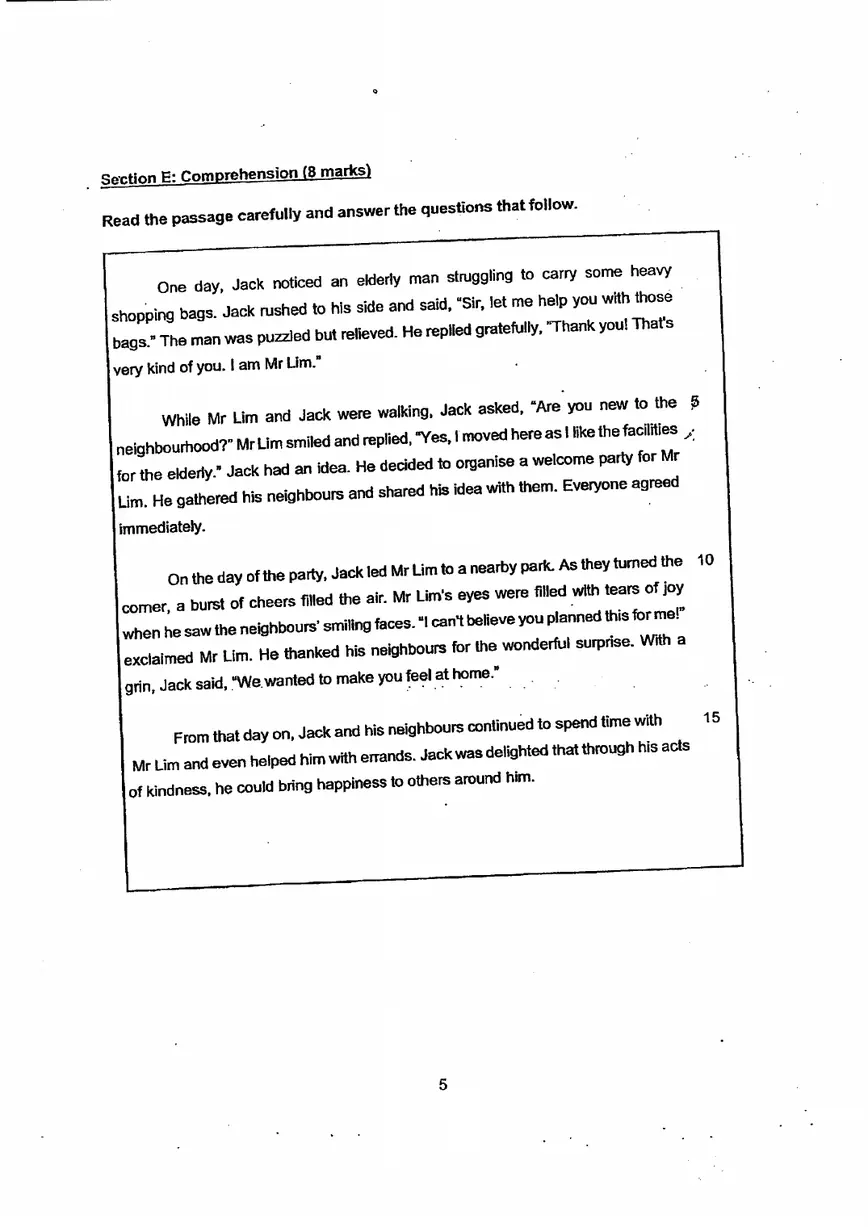 Section E: Comprehension (8 marks)
Read the passage carefully and answer the questions that follow.
One day, Jack noticed an elderly man struggling to carry some heavy
shopping bags. Jack rushed to his side and said, "Sir, let me help you with those
bags." The man was puzzled but relieved. He replied gratefully, "Thank you! That's
very kind of you. I am Mr Lim."
While Mr Lim and Jack were walking, Jack asked, "Are you new to the 5
neighbourhood?" Mr Lim smiled and replied, "Yes, I moved here as I like the facilities
for the elderly." Jack had an idea. He decided to organise a welcome party for Mr
Lim. He gathered his neighbours and shared his idea with them. Everyone agreed
immediately.
On the day of the party, Jack led Mr Lim to a nearby park. As they turned the 10
corner, a burst of cheers filled the air. Mr Lim's eyes were filled with tears of joy
when he saw the neighbours' smiling faces. "I can't believe you planned this for me!"
exclaimed Mr Lim. He thanked his neighbours for the wonderful surprise. With a
grin, Jack said, "We wanted to make you feel at home."
From that day on, Jack and his neighbours continued to spend time with 15
Mr Lim and even helped him with errands. Jack was delighted that through his acts
of kindness, he could bring happiness to others around him.
5